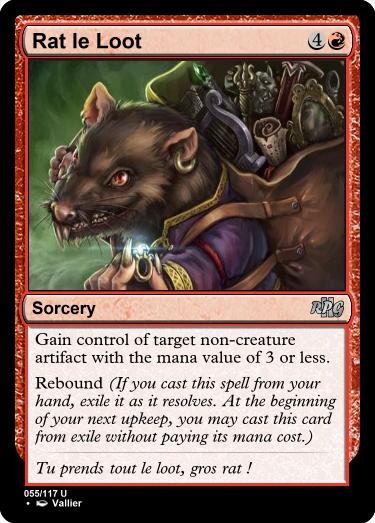 Rat le Loot 4
Sorcery
RPG
Gain control of target non-creature
artifact with the mana value of 3 or less.
Rebound (If you cast this spell from your
hand, exile it as it resolves. At the beginning
of your next upkeep, you may cast this card
from exile without paying its mana cost.)
Tu prends tout le loot, gros rat !
055/117 U
• Vallier